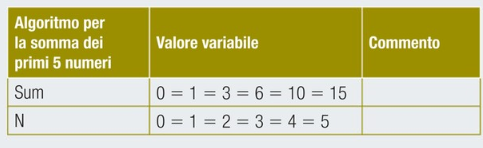 Algoritmo per
la somma dei
primi 5 numeri
Valore variabile
Commento
Sum
0 = 1 = 3 = 6 = 10 = 15
N
0 = 1 = 2 = 3 = 4 = 5